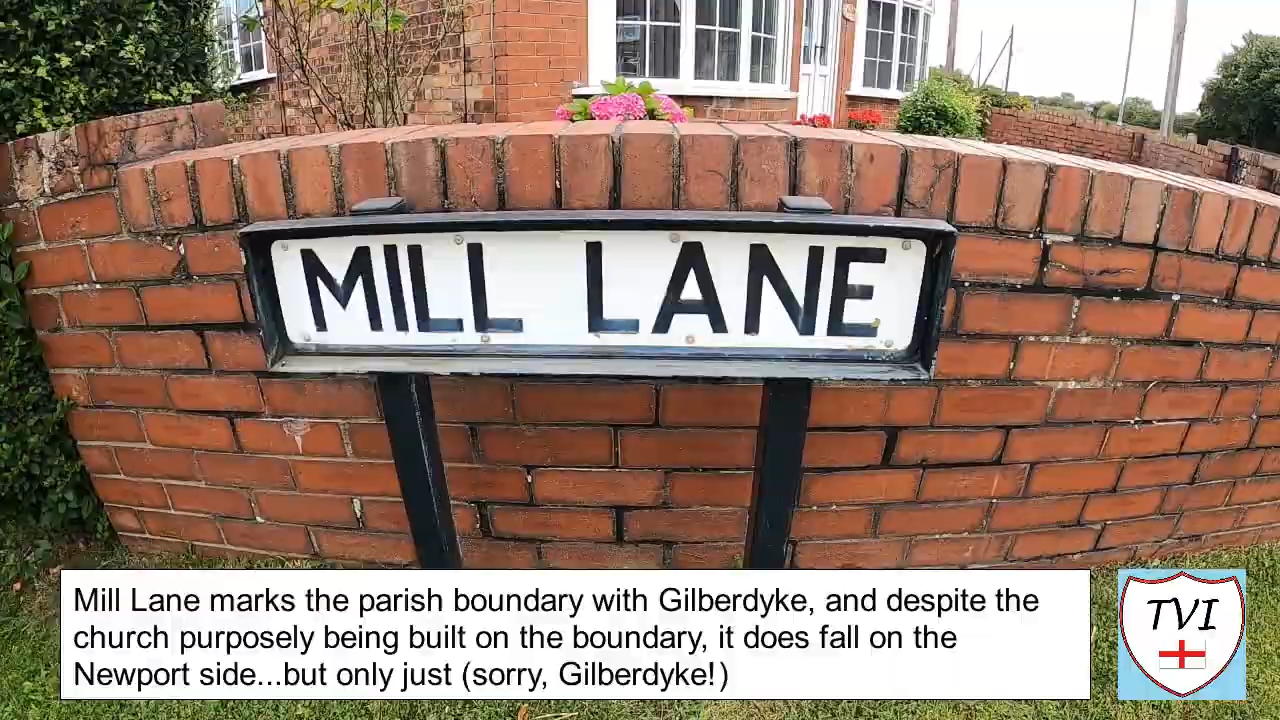 MILL LANE
Mill Lane marks the parish boundary with Gilberdyke, and despite the
church purposely being built on the boundary, it does fall on the
Newport side...but only just (sorry, Gilberdyke!)
TVI